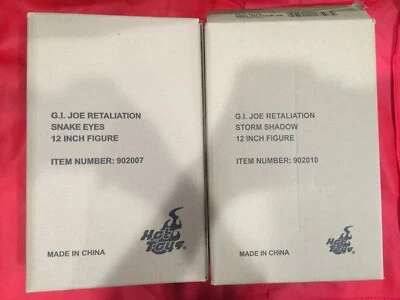 G.I. JOE RETALIATION
SNAKE EYES
12 INCH FIGURE
ITEM NUMBER: 902007
Hot Toys
MADE IN CHINA
G.I. JOE RETALIATION
STORM SHADOW
12 INCH FIGURE
ITEM NUMBER: 902010
Hot Toys
MADE IN CHINA